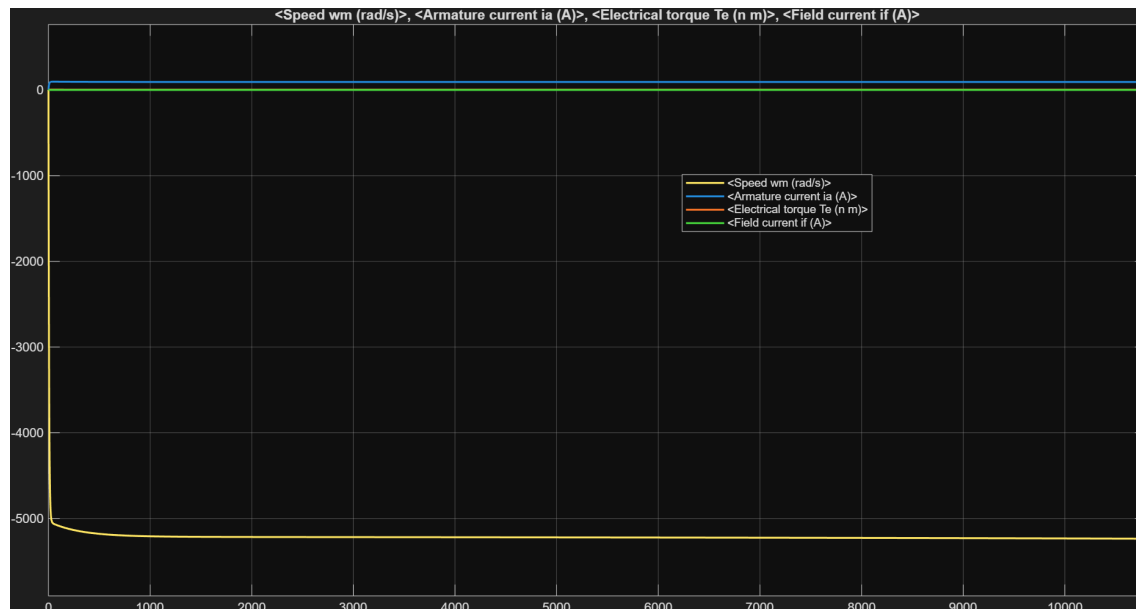 <Speed wm (rad/s)>, <Armature current ia (A)>, <Electrical torque Te (n m)>, <Field current if (A)>
0
-1000
<Speed wm (rad/s)>
<Armature current ia (A)>
<Electrical torque Te (n m)>
<Field current if (A)>
-2000
-3000
-4000
-5000
0 1000 2000 3000 4000 5000 6000 7000 8000 9000 10000